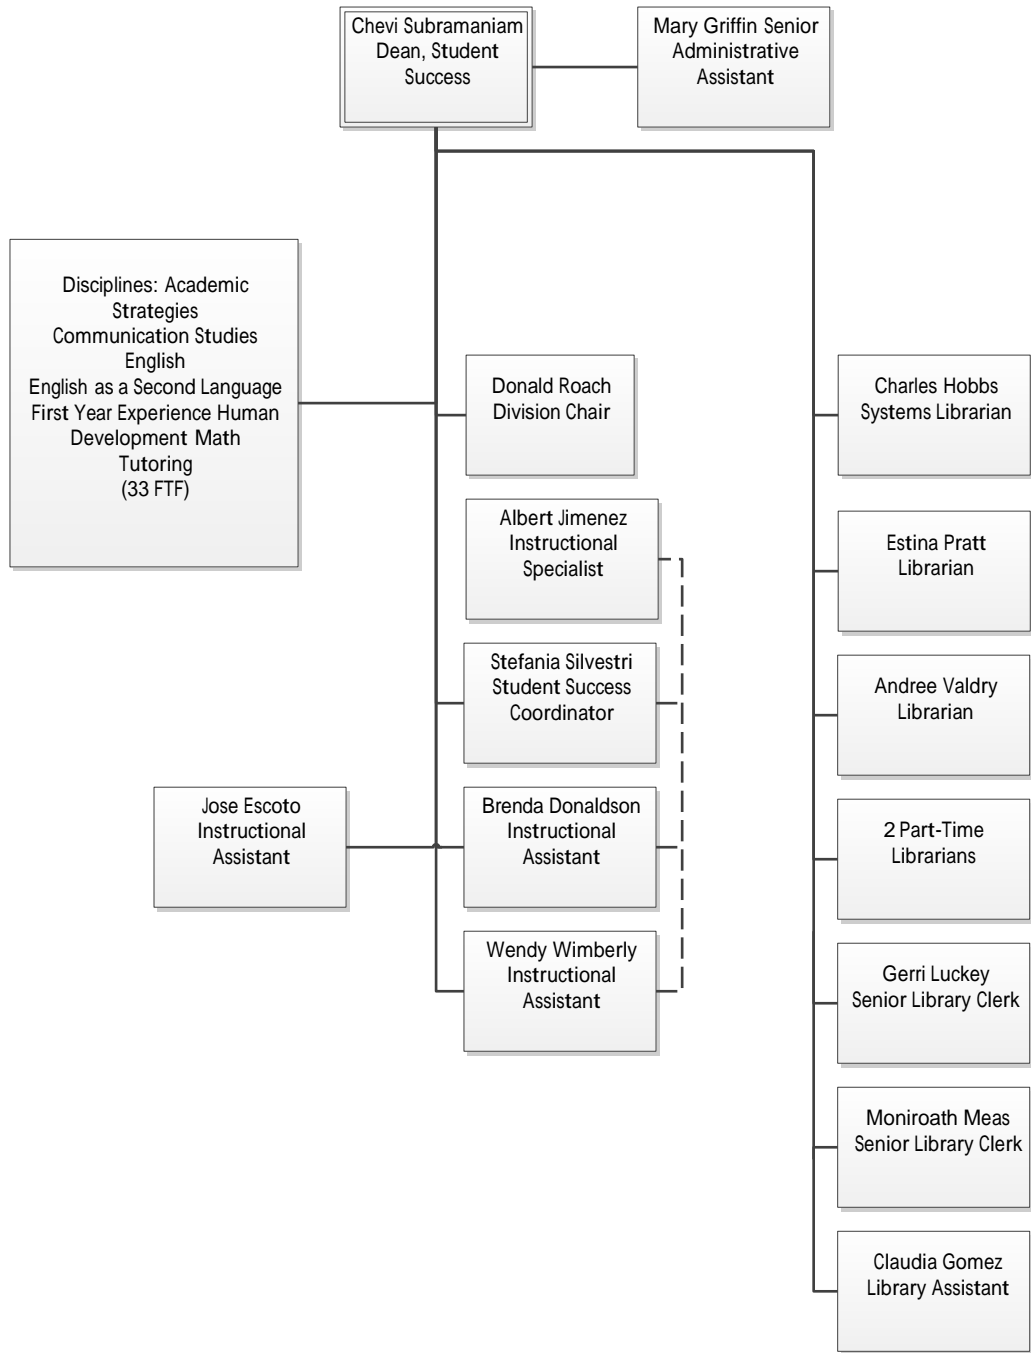 Chevi Subramaniam
Dean, Student
Success
Mary Griffin Senior
Administrative
Assistant
Disciplines: Academic
Strategies
Communication Studies
English
English as a Second Language
First Year Experience Human
Development Math
Tutoring
(33 FTF)
Donald Roach
Division Chair
Albert Jimenez
Instructional
Specialist
Stefania Silvestri
Student Success
Coordinator
Jose Escoto
Instructional
Assistant
Brenda Donaldson
Instructional
Assistant
Wendy Wimberly
Instructional
Assistant
Charles Hobbs
Systems Librarian
Estina Pratt
Librarian
Andree Valdry
Librarian
2 Part-Time
Librarians
Gerri Luckey
Senior Library Clerk
Moniroath Meas
Senior Library Clerk
Claudia Gomez
Library Assistant